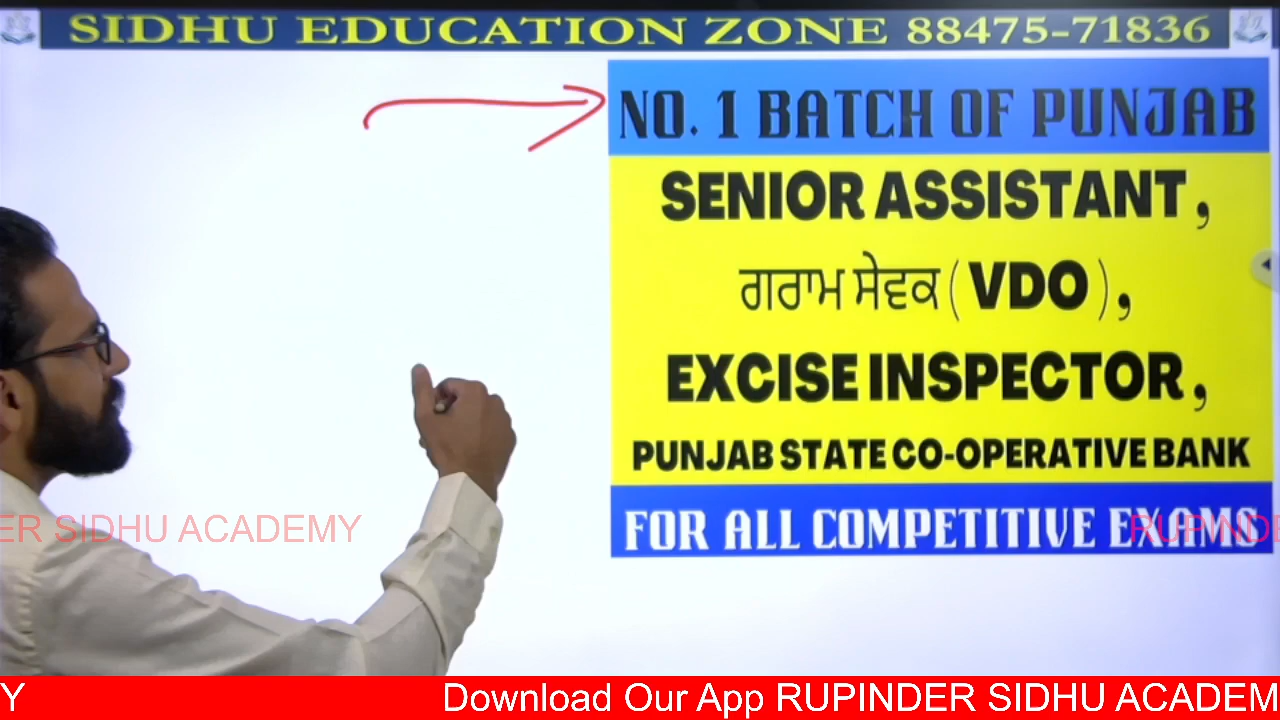 SIDHU EDUCATION ZONE 88475-71836
NO. 1 BATCH OF PUNJAB
SENIOR ASSISTANT,
ਗਰਾਮ ਸੇਵਕ (VDO),
EXCISE INSPECTOR,
PUNJAB STATE CO-OPERATIVE BANK
FOR ALL COMPETITIVE EXAMS
ER SIDHU ACADEMY
RUPINDE
Y Download Our App RUPINDER SIDHU ACADEM